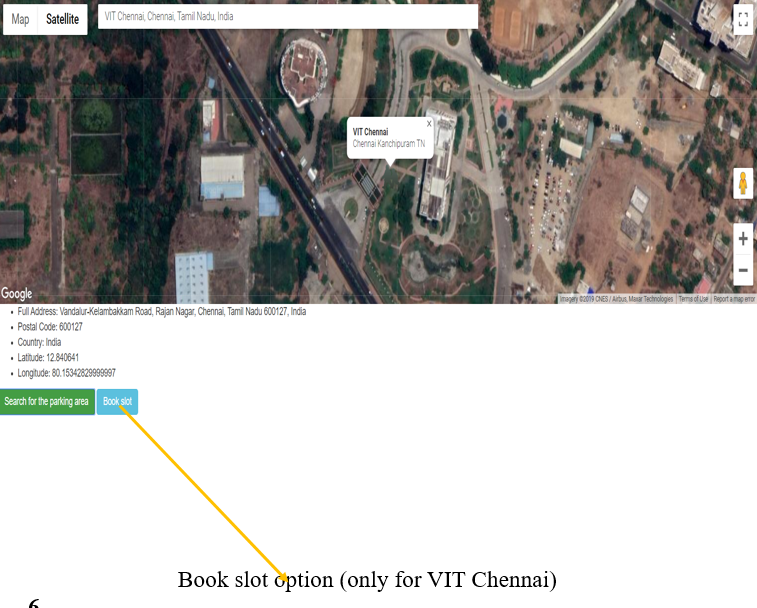 Map Satellite VIT Chennai, Chennai, Tamil Nadu, India
VIT Chennai x
Chennai Kanchipuram TN
+
Google
Imagery ©2019 CNES / Airbus, Maxar Technologies Terms of Use Report a map error
• Full Address: Vandalur-Kelambakkam Road, Rajan Nagar, Chennai, Tamil Nadu 600127, India
• Postal Code: 600127
• Country: India
• Latitude: 12.840641
• Longitude: 80.15342829999997
Search for the parking area Book slot
Book slot option (only for VIT Chennai)
6